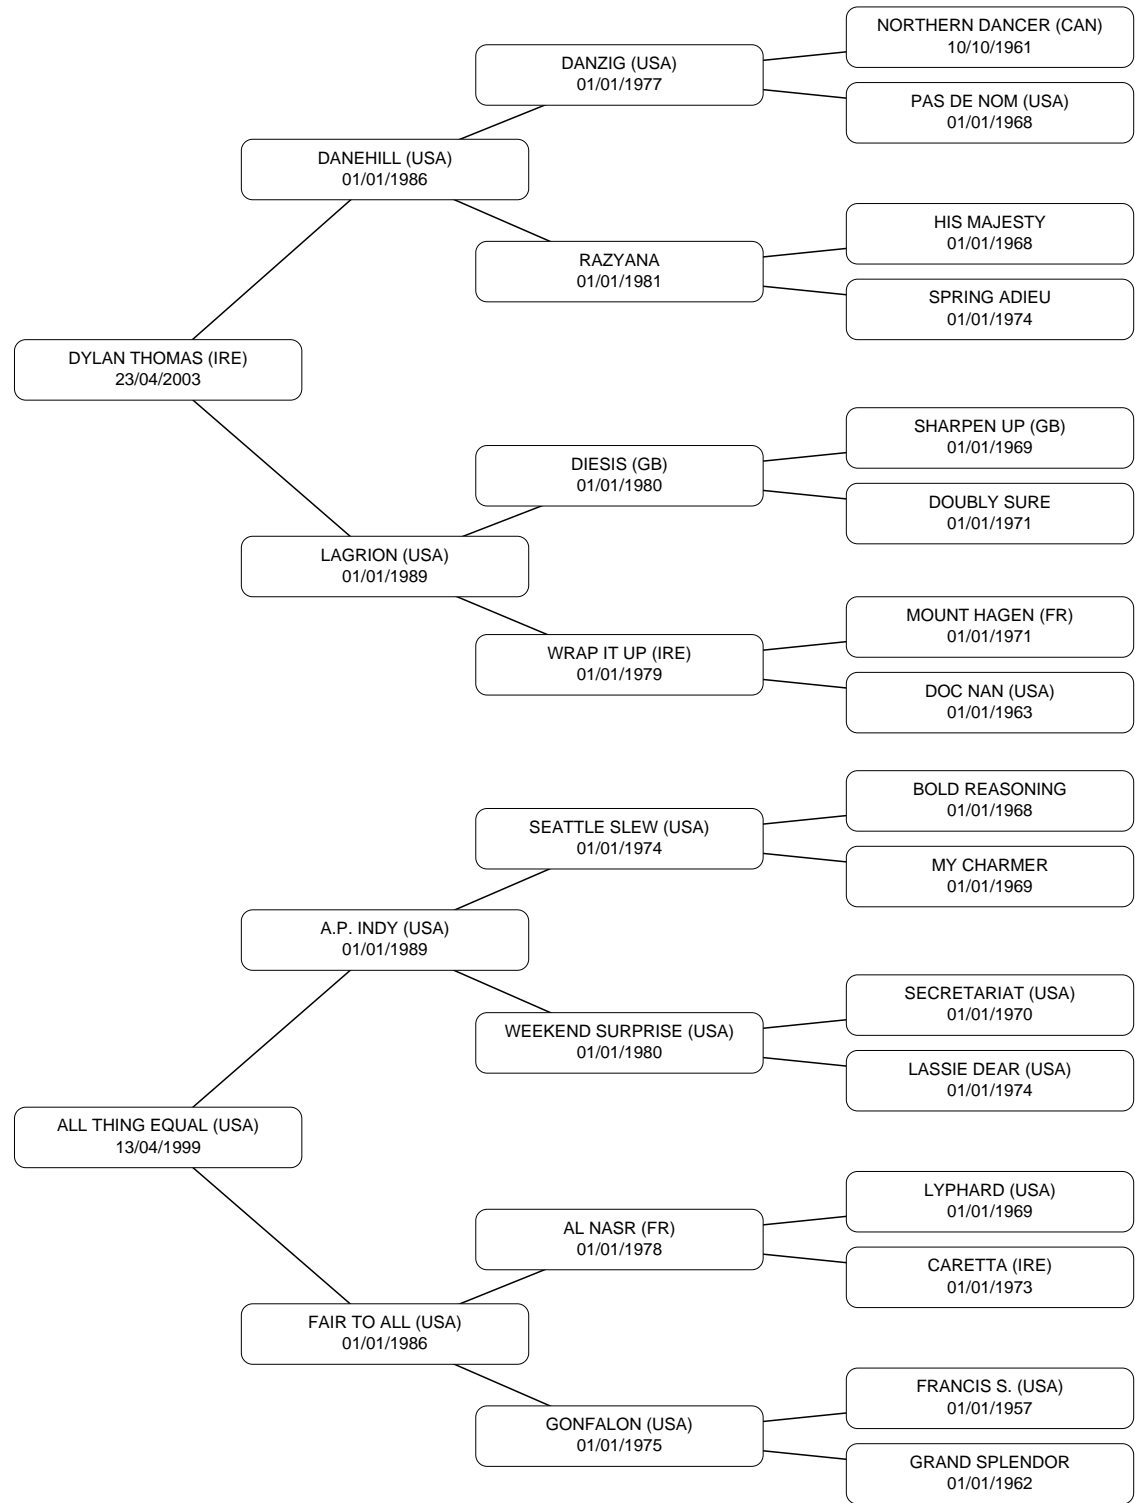 NORTHERN DANCER (CAN)
10/10/1961
DANZIG (USA)
01/01/1977
PAS DE NOM (USA)
01/01/1968
DANEHILL (USA)
01/01/1986
HIS MAJESTY
01/01/1968
RAZYANA
01/01/1981
SPRING ADIEU
01/01/1974
DYLAN THOMAS (IRE)
23/04/2003
SHARPEN UP (GB)
01/01/1969
DIESIS (GB)
01/01/1980
DOUBLY SURE
01/01/1971
LAGRION (USA)
01/01/1989
MOUNT HAGEN (FR)
01/01/1971
WRAP IT UP (IRE)
01/01/1979
DOC NAN (USA)
01/01/1963
BOLD REASONING
01/01/1968
SEATTLE SLEW (USA)
01/01/1974
MY CHARMER
01/01/1969
A.P. INDY (USA)
01/01/1989
SECRETARIAT (USA)
01/01/1970
WEEKEND SURPRISE (USA)
01/01/1980
LASSIE DEAR (USA)
01/01/1974
ALL THING EQUAL (USA)
13/04/1999
LYPHARD (USA)
01/01/1969
AL NASR (FR)
01/01/1978
CARETTA (IRE)
01/01/1973
FAIR TO ALL (USA)
01/01/1986
FRANCIS S. (USA)
01/01/1957
GONFALON (USA)
01/01/1975
GRAND SPLENDOR
01/01/1962